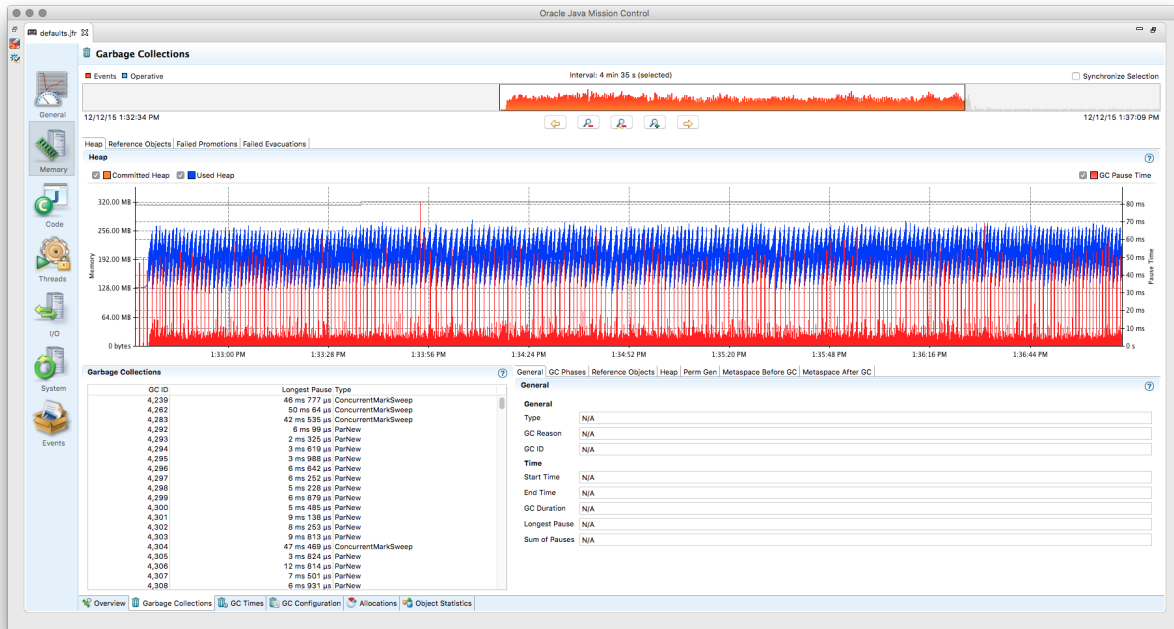 Oracle Java Mission Control
defaults.jfr
Garbage Collections
Events Operative Interval: 4 min 35 s (selected) Synchronize Selection
12/12/15 1:32:34 PM 12/12/15 1:37:09 PM
General
Memory
Code
Threads
I/O
System
Events
Heap Reference Objects Failed Promotions Failed Evacuations
Heap
Committed Heap Used Heap GC Pause Time
320.00 MB
256.00 MB
192.00 MB
128.00 MB
64.00 MB
0 bytes
Memory
80 ms
70 ms
60 ms
50 ms
40 ms
30 ms
20 ms
10 ms
0 s
Pause Time
1:33:00 PM 1:33:28 PM 1:33:56 PM 1:34:24 PM 1:34:52 PM 1:35:20 PM 1:35:48 PM 1:36:16 PM 1:36:44 PM
Garbage Collections
GC ID Longest Pause Type
4,239 46 ms 777 µs ConcurrentMarkSweep
4,262 50 ms 64 µs ConcurrentMarkSweep
4,283 42 ms 535 µs ConcurrentMarkSweep
4,292 6 ms 99 µs ParNew
4,293 2 ms 325 µs ParNew
4,294 3 ms 619 µs ParNew
4,295 3 ms 988 µs ParNew
4,296 6 ms 642 µs ParNew
4,297 6 ms 252 µs ParNew
4,298 5 ms 228 µs ParNew
4,299 6 ms 879 µs ParNew
4,300 5 ms 485 µs ParNew
4,301 9 ms 138 µs ParNew
4,302 8 ms 253 µs ParNew
4,303 9 ms 813 µs ParNew
4,304 47 ms 469 µs ConcurrentMarkSweep
4,305 3 ms 824 µs ParNew
4,306 12 ms 814 µs ParNew
4,307 7 ms 501 µs ParNew
4,308 6 ms 931 µs ParNew
General GC Phases Reference Objects Heap Perm Gen Metaspace Before GC Metaspace After GC
General
General
Type N/A
GC Reason N/A
GC ID N/A
Time
Start Time N/A
End Time N/A
GC Duration N/A
Longest Pause N/A
Sum of Pauses N/A
Overview Garbage Collections GC Times GC Configuration Allocations Object Statistics